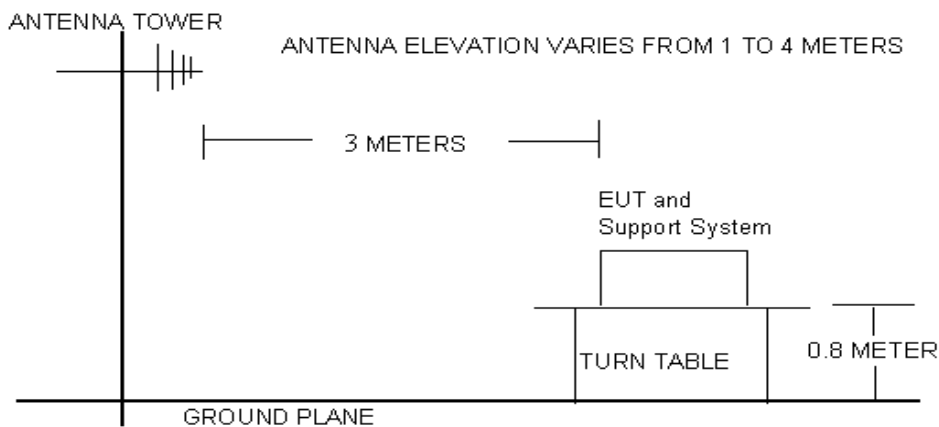 ANTENNA TOWER
ANTENNA ELEVATION VARIES FROM 1 TO 4 METERS
3 METERS
EUT and
Support System
TURN TABLE
0.8 METER
GROUND PLANE